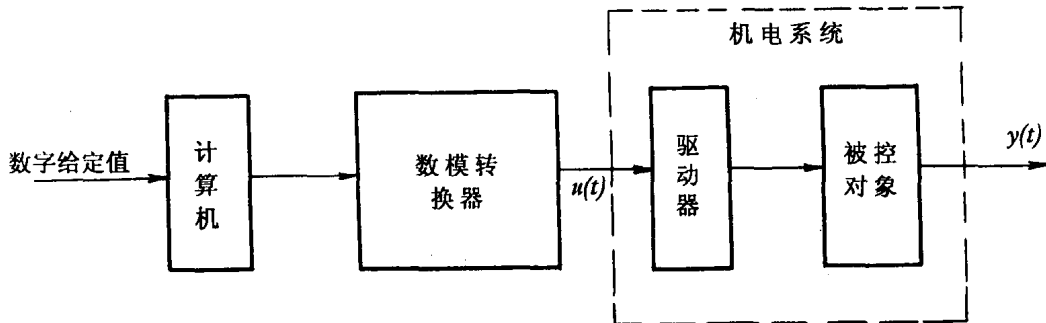 机电系统
数字给定值
计算机
数模转
换器
u(t)
驱动器
被控
对象
y(t)